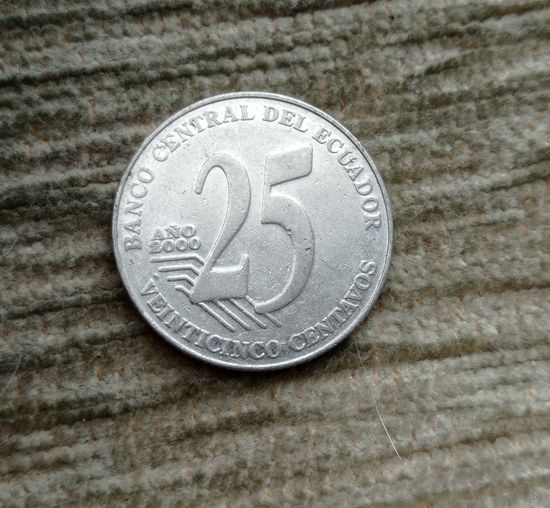 BANCO CENTRAL DEL ECUADOR
AÑO
2000
25
VEINTICINCO CENTAVOS